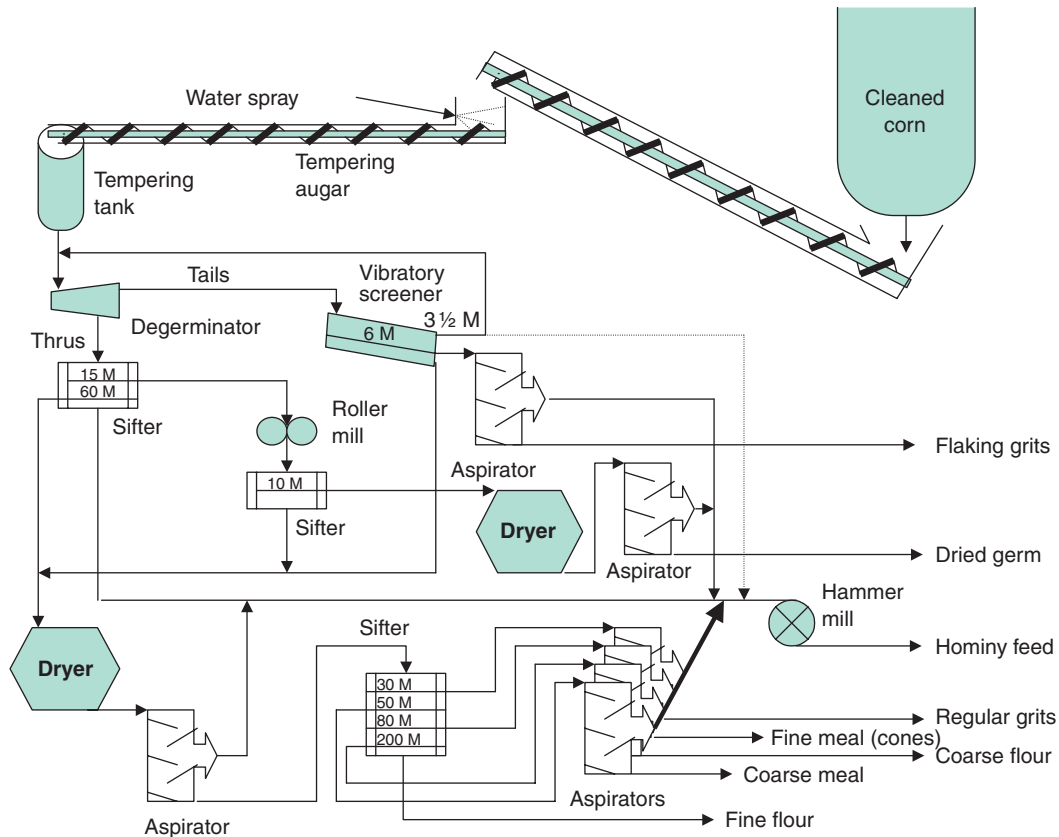 Cleaned
corn
Water spray
Tempering
augar
Tempering
tank
Tails
Vibratory
screener
3 ½ M
6 M
Degerminator
Thrus
15 M
60 M
Sifter
Roller
mill
10 M
Sifter
Aspirator
Dryer
Flaking grits
Aspirator
Dried germ
Hammer
mill
Hominy feed
Dryer
Sifter
30 M
50 M
80 M
200 M
Regular grits
Fine meal (cones)
Coarse flour
Coarse meal
Aspirators
Aspirator
Fine flour